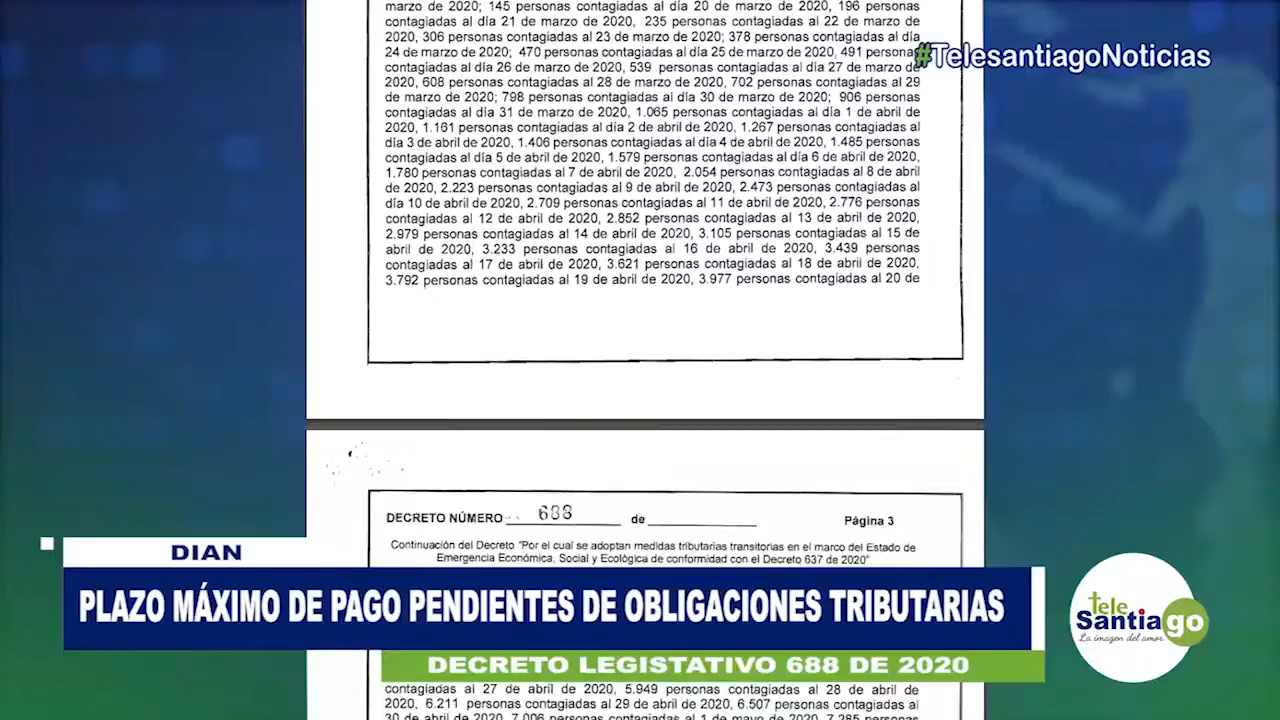 marzo de 2020; 145 personas contagiadas al día 20 de marzo de 2020, 196 personas
contagiadas al día 21 de marzo de 2020, 235 personas contagiadas al 22 de marzo de
2020, 306 personas contagiadas al 23 de marzo de 2020; 378 personas contagiadas al día
24 de marzo de 2020; 470 personas contagiadas al día 25 de marzo de 2020, 491 personas
contagiadas al día 26 de marzo de 2020, 539 personas contagiadas al día 27 de marzo de
2020, 608 personas contagiadas al 28 de marzo de 2020, 702 personas contagiadas al 29
de marzo de 2020; 798 personas contagiadas al día 30 de marzo de 2020; 906 personas
contagiadas al día 31 de marzo de 2020, 1.065 personas contagiadas al día 1 de abril de
2020, 1.161 personas contagiadas al día 2 de abril de 2020, 1.267 personas contagiadas al
día 3 de abril de 2020, 1.406 personas contagiadas al día 4 de abril de 2020, 1.485 personas
contagiadas al día 5 de abril de 2020, 1.579 personas contagiadas al día 6 de abril de 2020,
1.780 personas contagiadas al 7 de abril de 2020, 2.054 personas contagiadas al 8 de abril
de 2020, 2.223 personas contagiadas al 9 de abril de 2020, 2.473 personas contagiadas al
día 10 de abril de 2020, 2.709 personas contagiadas al 11 de abril de 2020, 2.776 personas
contagiadas al 12 de abril de 2020, 2.852 personas contagiadas al 13 de abril de 2020,
2.979 personas contagiadas al 14 de abril de 2020, 3.105 personas contagiadas al 15 de
abril de 2020, 3.233 personas contagiadas al 16 de abril de 2020, 3.439 personas
contagiadas al 17 de abril de 2020, 3.621 personas contagiadas al 18 de abril de 2020,
3.792 personas contagiadas al 19 de abril de 2020, 3.977 personas contagiadas al 20 de
#TelesantiagoNoticias
DECRETO NÚMERO 688 de Página 3
Continuación del Decreto "Por el cual se adoptan medidas tributarias transitorias en el marco del Estado de
Emergencia Económica, Social y Ecológica de conformidad con el Decreto 637 de 2020"
DIAN
PLAZO MÁXIMO DE PAGO PENDIENTES DE OBLIGACIONES TRIBUTARIAS
DECRETO LEGISTATIVO 688 DE 2020
tele
Santiago
La imagen del amor
contagiadas al 27 de abril de 2020, 5.949 personas contagiadas al 28 de abril de
2020, 6.211 personas contagiadas al 29 de abril de 2020, 6.507 personas contagiadas al
30 de abril de 2020, 7.006 personas contagiadas al 1 de mayo de 2020, 7.285 personas